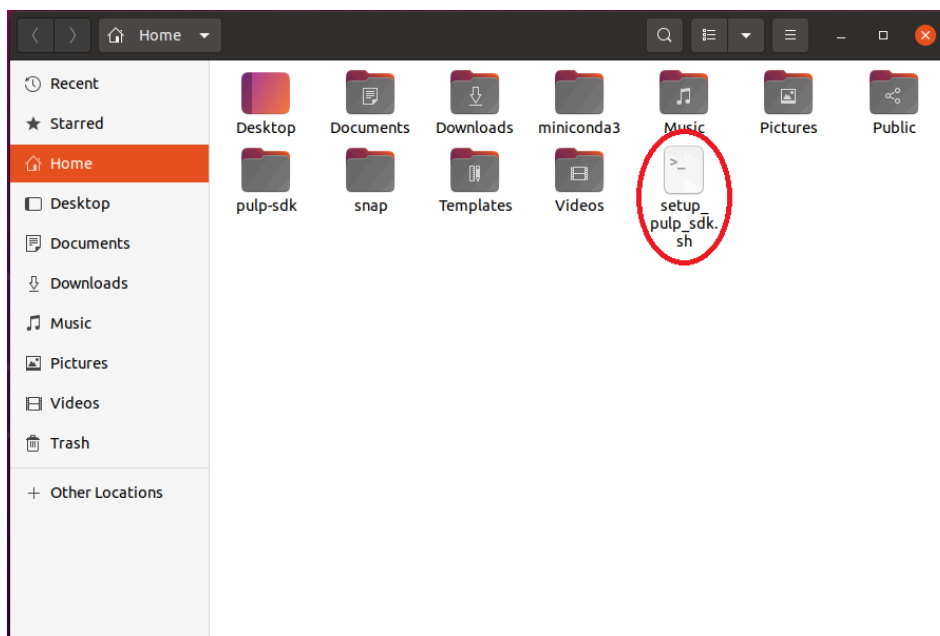 Home
Recent
Starred
Home
Desktop
Documents
Downloads
Music
Pictures
Videos
Trash
+ Other Locations
Desktop
Documents
Downloads
miniconda3
Music
Pictures
Public
pulp-sdk
snap
Templates
Videos
>_
setup_
pulp_sdk.
sh